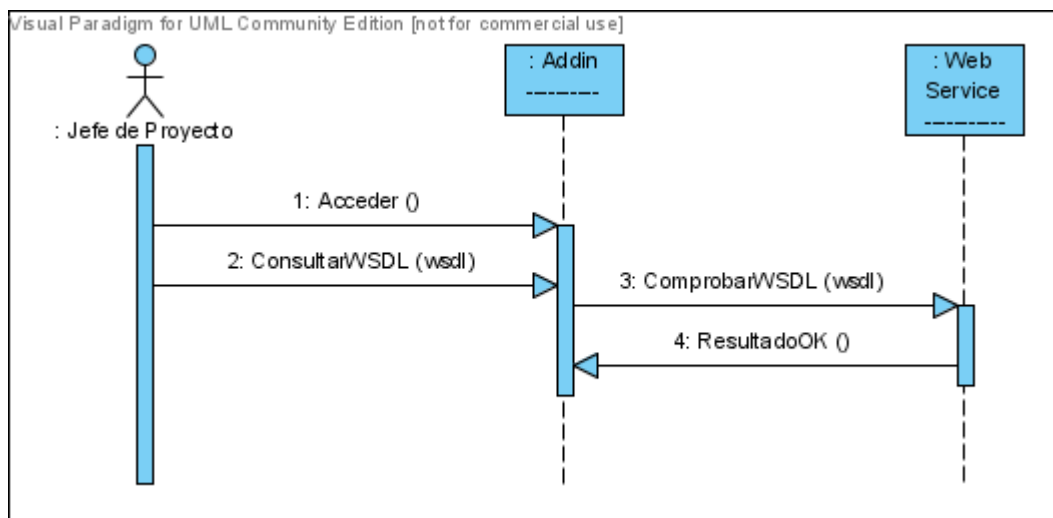 Visual Paradigm for UML Community Edition [not for commercial use]
: Addin
: Web
Service
: Jefe de Proyecto
1: Acceder ()
2: ConsultarWSDL (wsdl)
3: ComprobarWSDL (wsdl)
4: ResultadoOK ()